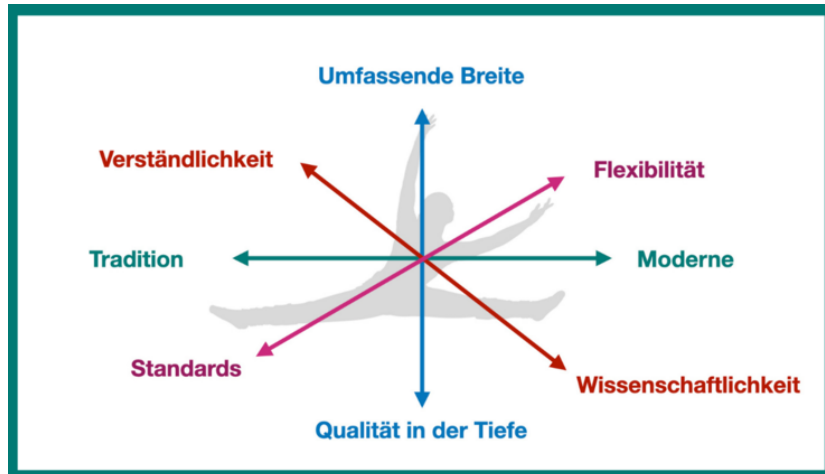 Umfassende Breite
Verständlichkeit
Flexibilität
Tradition
Moderne
Standards
Wissenschaftlichkeit
Qualität in der Tiefe